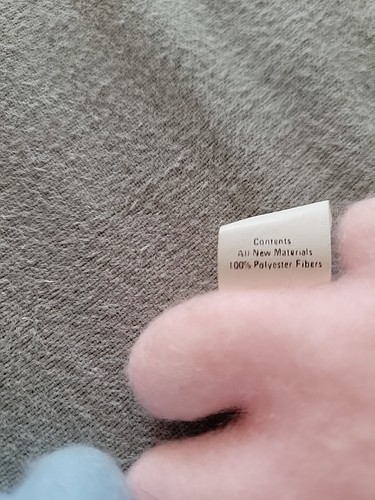 Contents
All New Materials
100% Polyester Fibers